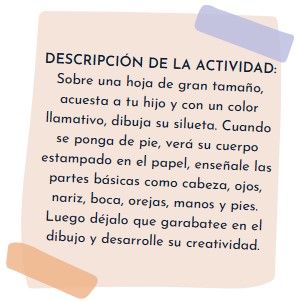 DESCRIPCIÓN DE LA ACTIVIDAD:
Sobre una hoja de gran tamaño,
acuesta a tu hijo y con un color
llamativo, dibuja su silueta. Cuando
se ponga de pie, verá su cuerpo
estampado en el papel, enseñale las
partes básicas como cabeza, ojos,
nariz, boca, orejas, manos y pies.
Luego déjalo que garabatee en el
dibujo y desarrolle su creatividad.